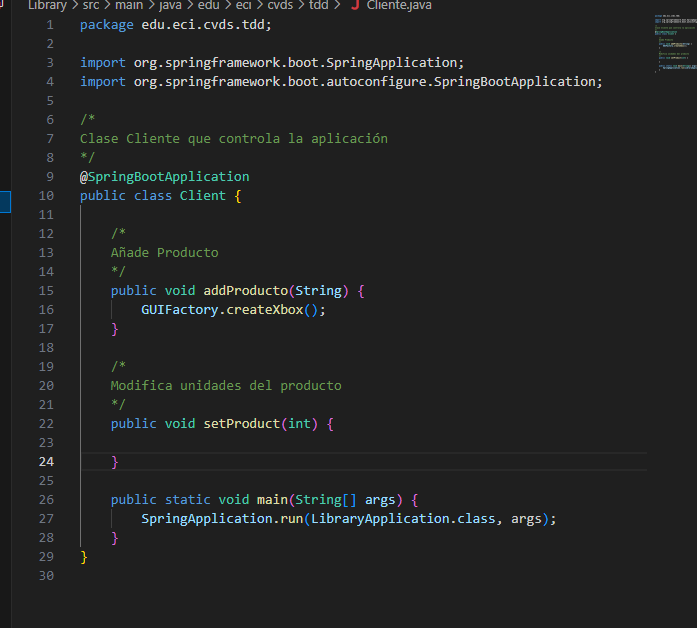 Library > src > main > java > edu > eci > cvds > tdd > J Cliente.java
1 package edu.eci.cvds.tdd;
2
3 import org.springframework.boot.SpringApplication;
4 import org.springframework.boot.autoconfigure.SpringBootApplication;
5
6 /*
7 Clase Cliente que controla la aplicación
8 */
9 @SpringBootApplication
10 public class Client {
11
12 /*
13 Añade Producto
14 */
15 public void addProducto(String) {
16 GUIFactory.createXbox();
17 }
18
19 /*
20 Modifica unidades del producto
21 */
22 public void setProduct(int) {
23
24 }
25
26 public static void main(String[] args) {
27 SpringApplication.run(LibraryApplication.class, args);
28 }
29 }
30